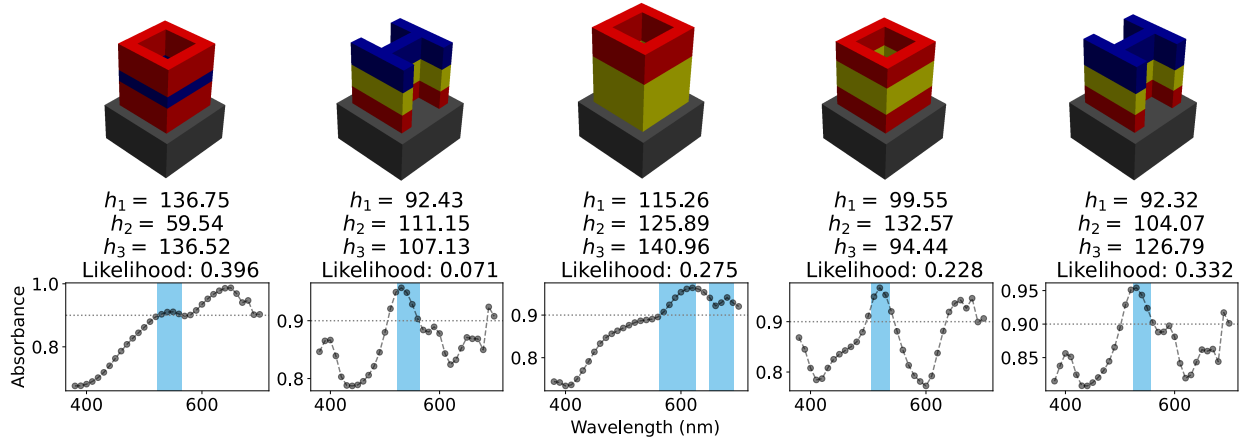 h₁ = 136.75
h₂ = 59.54
h₃ = 136.52
Likelihood: 0.396
h₁ = 92.43
h₂ = 111.15
h₃ = 107.13
Likelihood: 0.071
h₁ = 115.26
h₂ = 125.89
h₃ = 140.96
Likelihood: 0.275
h₁ = 99.55
h₂ = 132.57
h₃ = 94.44
Likelihood: 0.228
h₁ = 92.32
h₂ = 104.07
h₃ = 126.79
Likelihood: 0.332
Absorbance
1.0
0.8
400 600
0.9
0.8
400 600
0.9
0.8
400 600
0.9
0.8
400 600
0.95
0.90
0.85
400 600
Wavelength (nm)